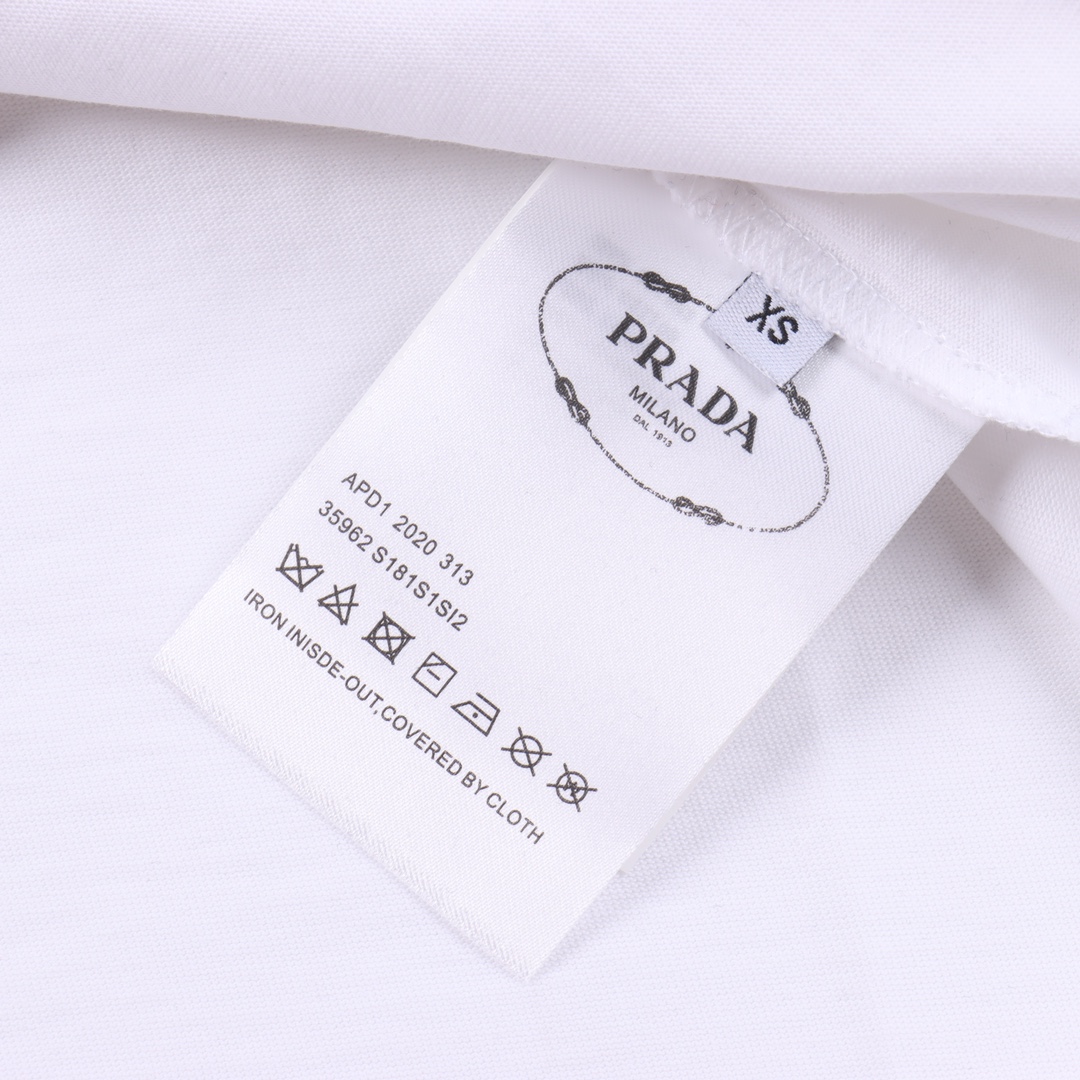 XS
PRADA
MILANO
DAL 1913
APD1 2020 313
35962 S181S1SI2
IRON INISDE-OUT,COVERED BY CLOTH